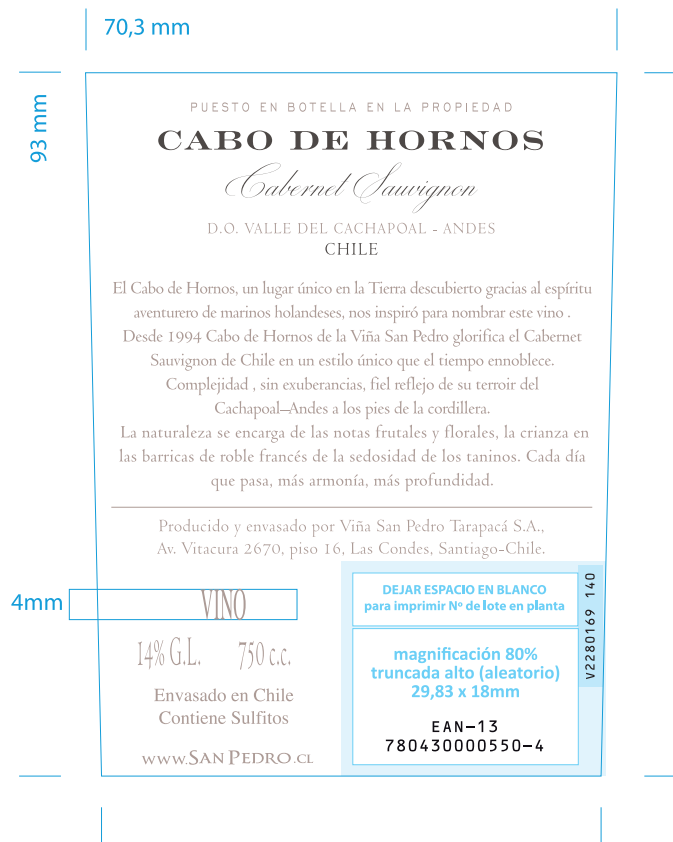 70,3 mm
93 mm
PUESTO EN BOTELLA EN LA PROPIEDAD
CABO DE HORNOS
Cabernet Sauvignon
D.O. VALLE DEL CACHAPOAL - ANDES
CHILE
El Cabo de Hornos, un lugar único en la Tierra descubierto gracias al espíritu
aventurero de marinos holandeses, nos inspiró para nombrar este vino .
Desde 1994 Cabo de Hornos de la Viña San Pedro glorifica el Cabernet
Sauvignon de Chile en un estilo único que el tiempo ennoblece.
Complejidad , sin exuberancias, fiel reflejo de su terroir del
Cachapoal–Andes a los pies de la cordillera.
La naturaleza se encarga de las notas frutales y florales, la crianza en
las barricas de roble francés de la sedosidad de los taninos. Cada día
que pasa, más armonía, más profundidad.
Producido y envasado por Viña San Pedro Tarapacá S.A.,
Av. Vitacura 2670, piso 16, Las Condes, Santiago-Chile.
4mm
VINO
14% G.L. 750 c.c.
Envasado en Chile
Contiene Sulfitos
www.SAN PEDRO.CL
DEJAR ESPACIO EN BLANCO
para imprimir Nº de lote en planta
magnificación 80%
truncada alto (aleatorio)
29,83 x 18mm
EAN-13
780430000550-4
V2280169 140